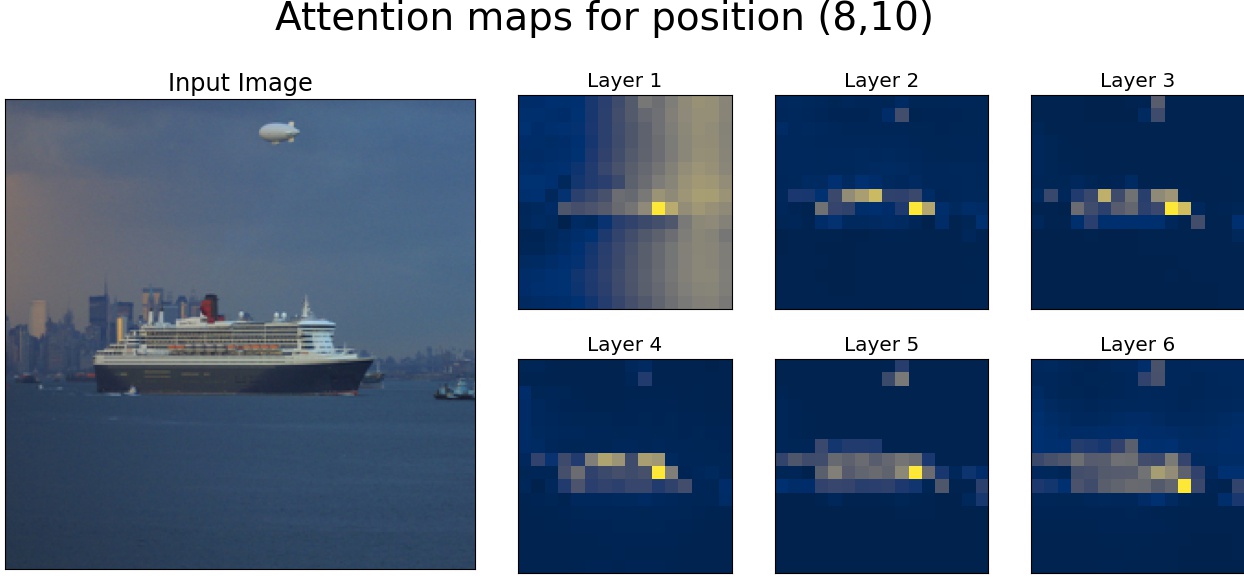 Attention maps for position (8,10)
Input Image
Layer 1
Layer 2
Layer 3
Layer 4
Layer 5
Layer 6